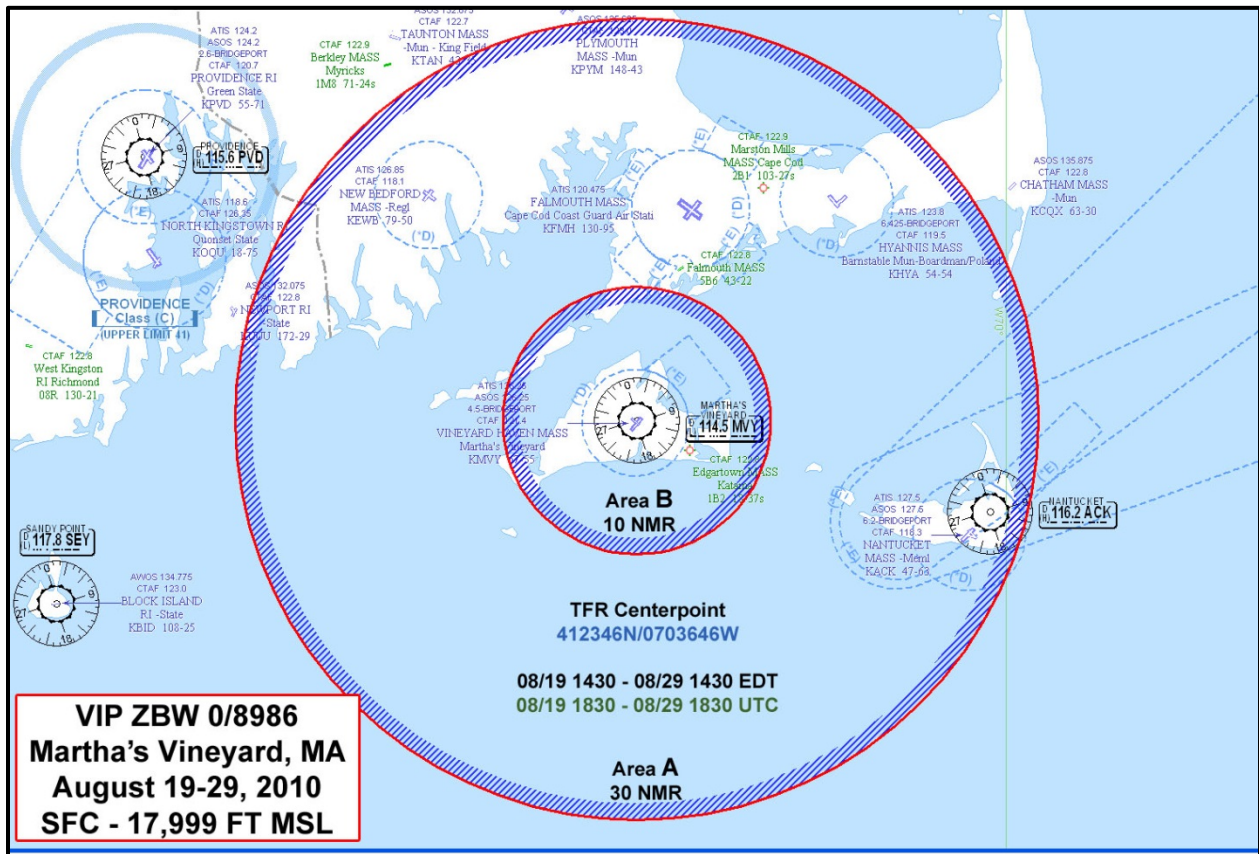 ATIS 124.2
ASOS 124.2
2.6-BRIDGEPORT
CTAF 120.7
PROVIDENCE RI
Green State
KPVD 55-71
CTAF 122.9
Berkley MASS
Myricks
1M8 71-24s
CTAF 122.7
TAUNTON MASS
-Mun - King Field
KTAN
PLYMOUTH
MASS -Mun
KPYM 148-43
PROVIDENCE
115.6 PVD
ATIS 118.6
CTAF 126.35
NORTH KINGSTOWN
Quonset State
KOQU 18-75
PROVIDENCE
Class (C)
(UPPER LIMIT 41)
CTAF 122.8
West Kingston
RI Richmond
08R 130-21
132.075
CTAF 122.8
NEWPORT RI
-State
172-29
ATIS 126.85
CTAF 118.1
NEW BEDFORD
MASS -Regl
KEWB 79-50
ATIS 120.475
FALMOUTH MASS
Cape Cod Coast Guard Air Stati
KFMH 130-95
CTAF 122.9
Marston Mills
MASS Cape Cod
2B1 103-27s
CTAF 122.8
Falmouth MASS
5B6 43-22
ATIS 123.8
6.425-BRIDGEPORT
CTAF 119.5
HYANNIS MASS
Barnstable Mun-Boardman/Poland
KHYA 54-54
ASOS 135.875
CTAF 122.8
CHATHAM MASS
-Mun
KCQX 63-30
W70°
4.5-BRIDGEPORT
CTAF
VINEYARD HAVEN MASS
Martha's Vineyard
KMVY
MARTHA'S
VINEYARD
114.5 MVY
Edgartown MASS
Katama
1B2
Area B
10 NMR
ATIS 127.5
ASOS 127.5
6.2-BRIDGEPORT
CTAF 118.3
NANTUCKET
MASS -Meml
KACK 47-63
NANTUCKET
116.2 ACK
SANDY POINT
117.8 SEY
AWOS 134.775
CTAF 123.0
BLOCK ISLAND
RI -State
KBID 108-25
TFR Centerpoint
412346N/0703646W
08/19 1430 - 08/29 1430 EDT
08/19 1830 - 08/29 1830 UTC
Area A
30 NMR
VIP ZBW 0/8986
Martha's Vineyard, MA
August 19-29, 2010
SFC - 17,999 FT MSL